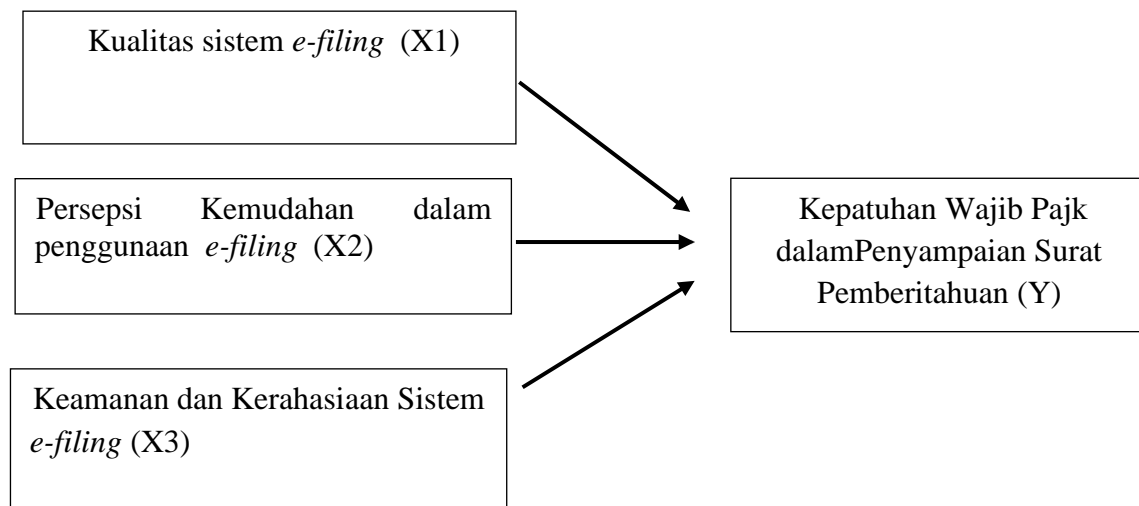 Kualitas sistem e-filing (X1)
Persepsi Kemudahan dalam
penggunaan e-filing (X2)
Keamanan dan Kerahasiaan Sistem
e-filing (X3)
Kepatuhan Wajib Pajk
dalamPenyampaian Surat
Pemberitahuan (Y)